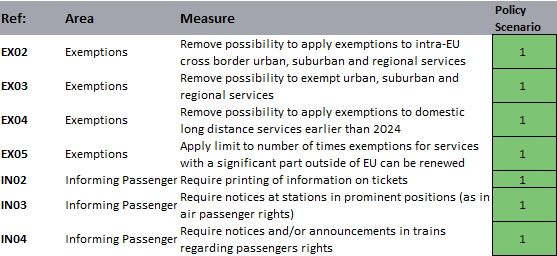 Ref: Area Measure Policy Scenario
EX02 Exemptions Remove possibility to apply exemptions to intra-EU cross border urban, suburban and regional services 1
EX03 Exemptions Remove possibility to exempt urban, suburban and regional services 1
EX04 Exemptions Remove possibility to apply exemptions to domestic long distance services earlier than 2024 1
EX05 Exemptions Apply limit to number of times exemptions for services with a significant part outside of EU can be renewed 1
IN02 Informing Passenger Require printing of information on tickets 1
IN03 Informing Passenger Require notices at stations in prominent positions (as in air passenger rights) 1
IN04 Informing Passenger Require notices and/or announcements in trains regarding passengers rights 1